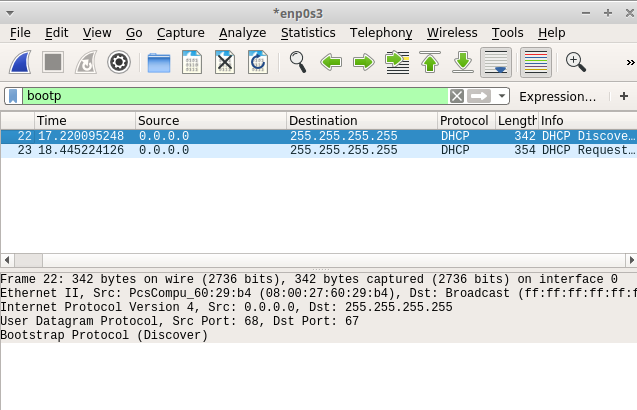 *enp0s3
File Edit View Go Capture Analyze Statistics Telephony Wireless Tools Help
bootp Expression… +
Time Source Destination Protocol Length Info
22 17.220095248 0.0.0.0 255.255.255.255 DHCP 342 DHCP Discove…
23 18.445224126 0.0.0.0 255.255.255.255 DHCP 354 DHCP Request…
Frame 22: 342 bytes on wire (2736 bits), 342 bytes captured (2736 bits) on interface 0
Ethernet II, Src: PcsCompu_60:29:b4 (08:00:27:60:29:b4), Dst: Broadcast (ff:ff:ff:ff:ff:f
Internet Protocol Version 4, Src: 0.0.0.0, Dst: 255.255.255.255
User Datagram Protocol, Src Port: 68, Dst Port: 67
Bootstrap Protocol (Discover)